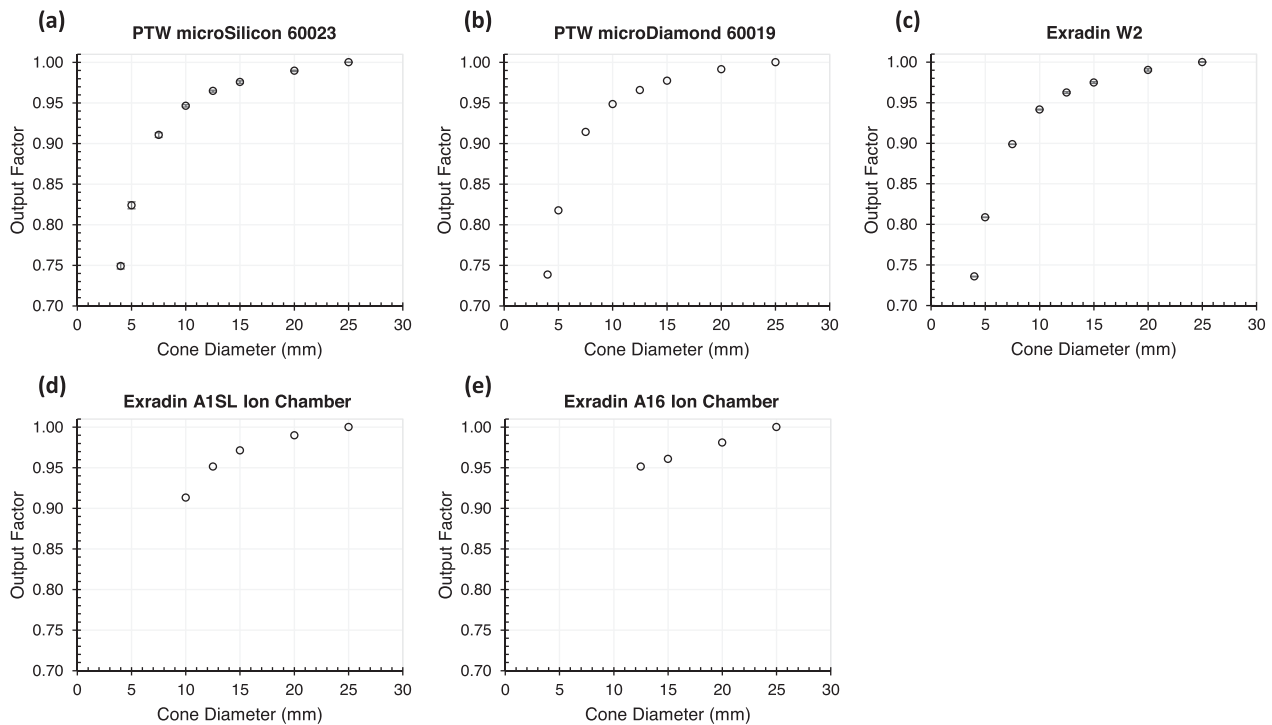 (a)
PTW microSilicon 60023
1.00
0.95
0.90
0.85
0.80
0.75
0.70
Output Factor
0 5 10 15 20 25 30
Cone Diameter (mm)
(b)
PTW microDiamond 60019
1.00
0.95
0.90
0.85
0.80
0.75
0.70
Output Factor
0 5 10 15 20 25 30
Cone Diameter (mm)
(c)
Exradin W2
1.00
0.95
0.90
0.85
0.80
0.75
0.70
Output Factor
0 5 10 15 20 25 30
Cone Diameter (mm)
(d)
Exradin A1SL Ion Chamber
1.00
0.95
0.90
0.85
0.80
0.75
0.70
Output Factor
0 5 10 15 20 25 30
Cone Diameter (mm)
(e)
Exradin A16 Ion Chamber
1.00
0.95
0.90
0.85
0.80
0.75
0.70
Output Factor
0 5 10 15 20 25 30
Cone Diameter (mm)